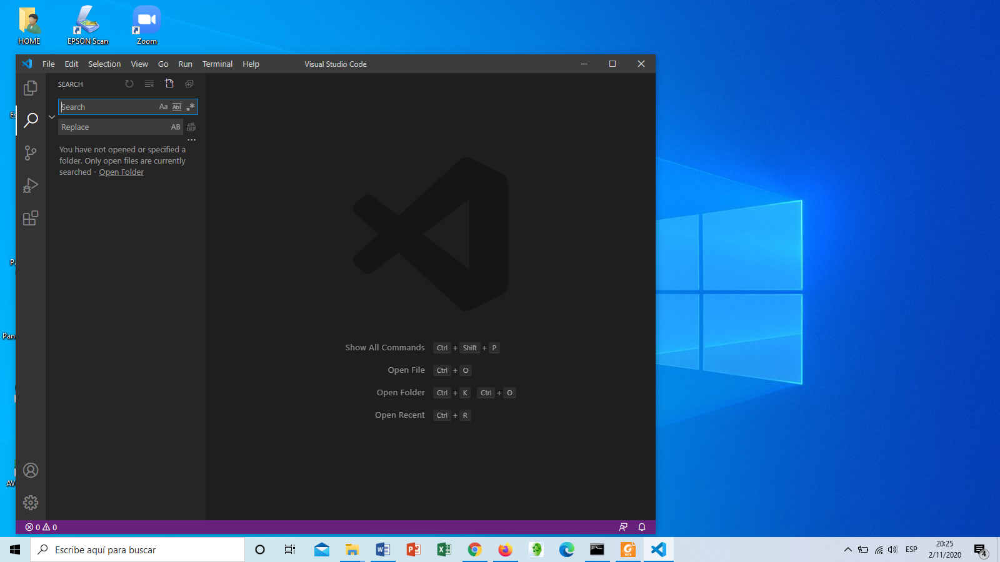 HOME
EPSON Scan
Zoom
File Edit Selection View Go Run Terminal Help
Visual Studio Code
SEARCH
Search
Aa Abl .*
Replace
AB
...
You have not opened or specified a
folder. Only open files are currently
searched - Open Folder
Show All Commands Ctrl + Shift + P
Open File Ctrl + O
Open Folder Ctrl + K Ctrl + O
Open Recent Ctrl + R
Es
Pa
Pan
AV
0 0
Escribe aquí para buscar
PDF
ESP
20:25
2/11/2020
4